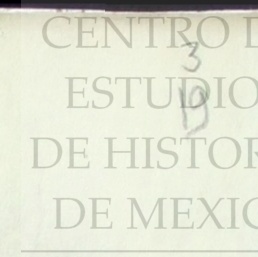 CENTRO D
3
ESTUDIO
DE HISTOR
DE MEXIC